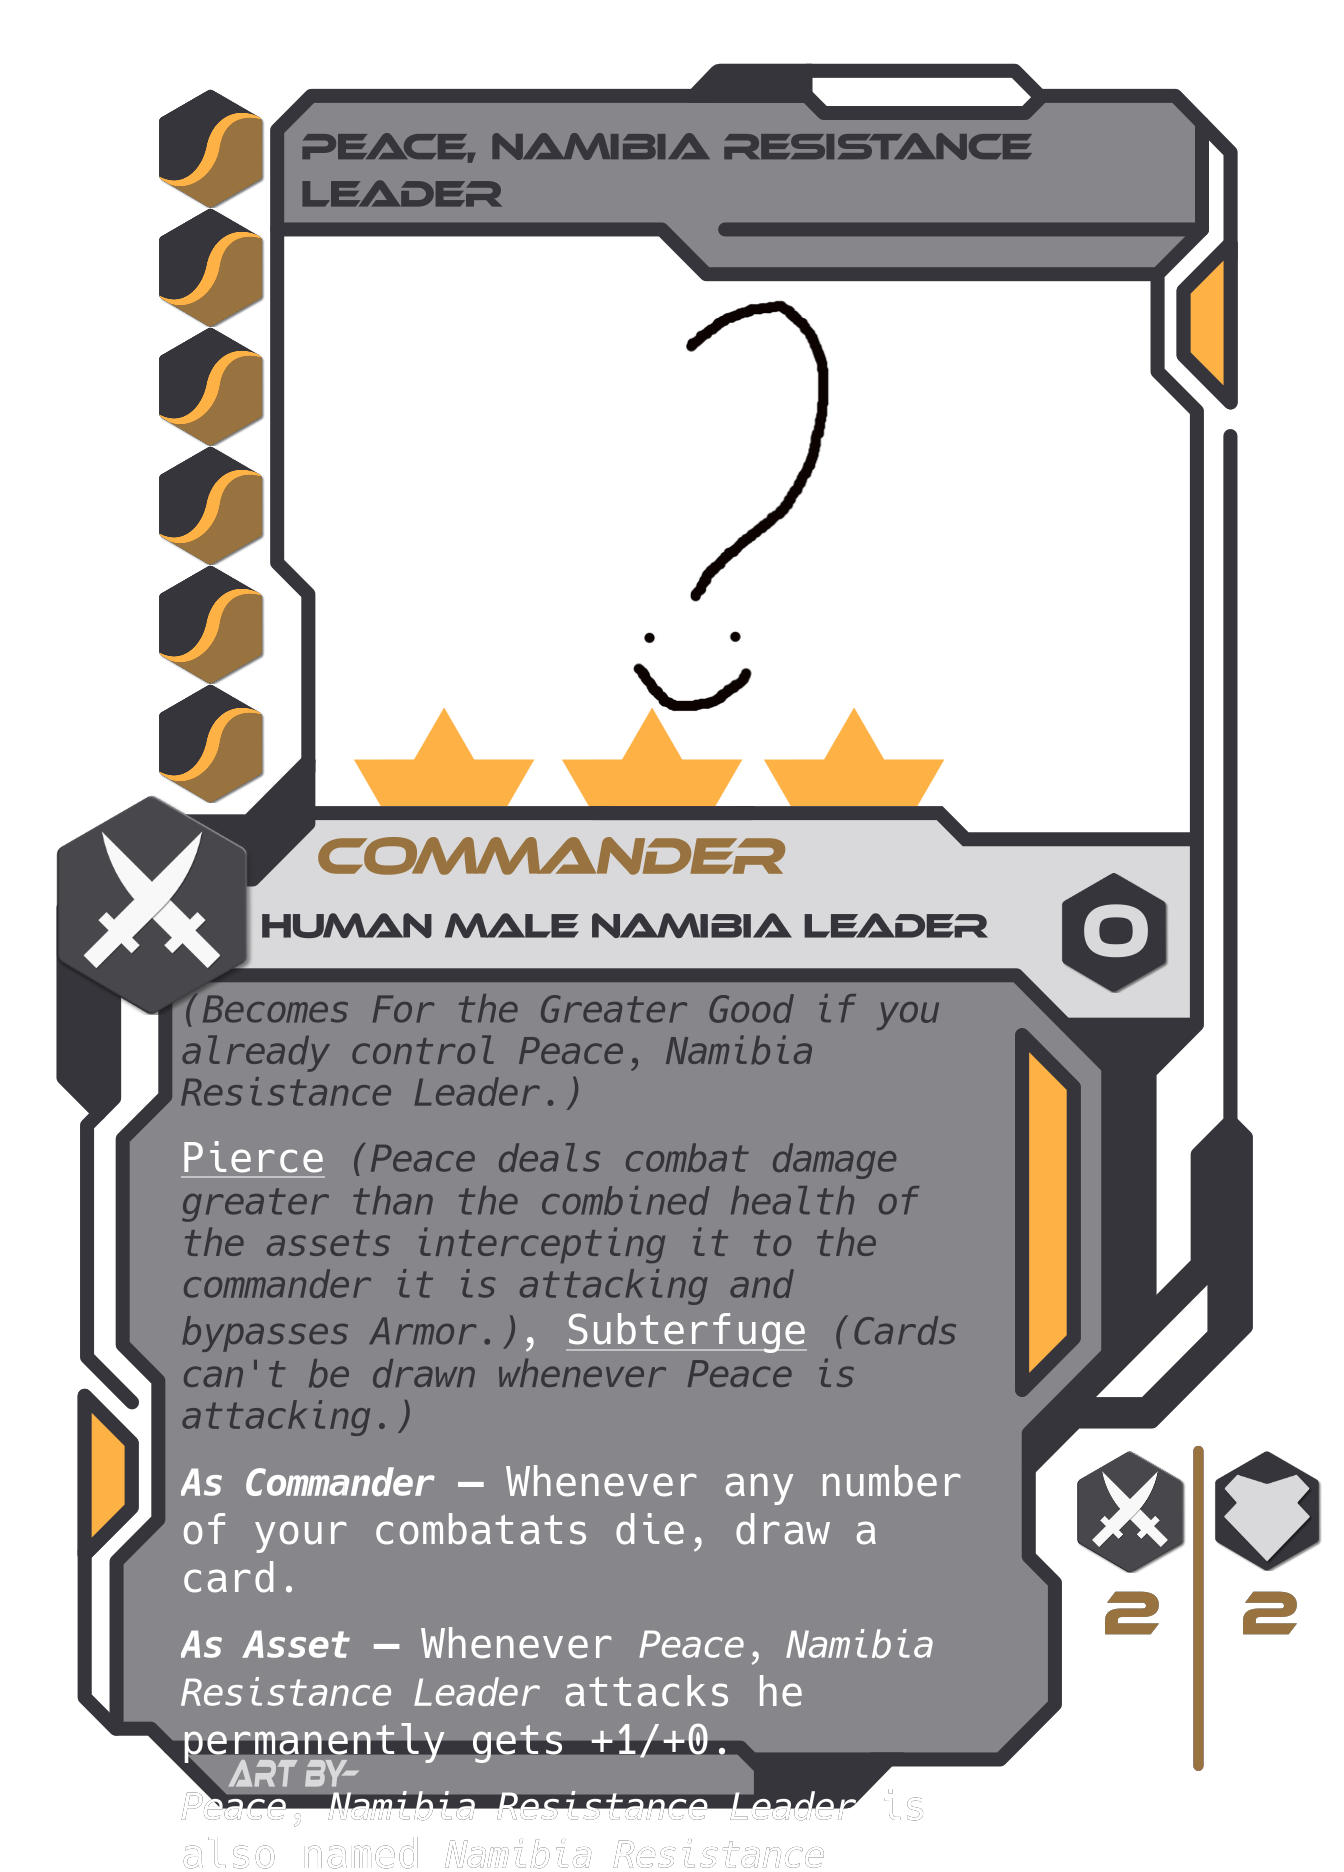 PEACE, NAMIBIA RESISTANCE
LEADER
COMMANDER
HUMAN MALE NAMIBIA LEADER
0
(Becomes For the Greater Good if you
already control Peace, Namibia
Resistance Leader.)
Pierce (Peace deals combat damage
greater than the combined health of
the assets intercepting it to the
commander it is attacking and
bypasses Armor.), Subterfuge (Cards
can't be drawn whenever Peace is
attacking.)
As Commander — Whenever any number
of your combatats die, draw a
card.
As Asset — Whenever Peace, Namibia
Resistance Leader attacks he
permanently gets +1/+0.
ART BY-
Peace, Namibia Resistance Leader is
also named Namibia Resistance
2 2